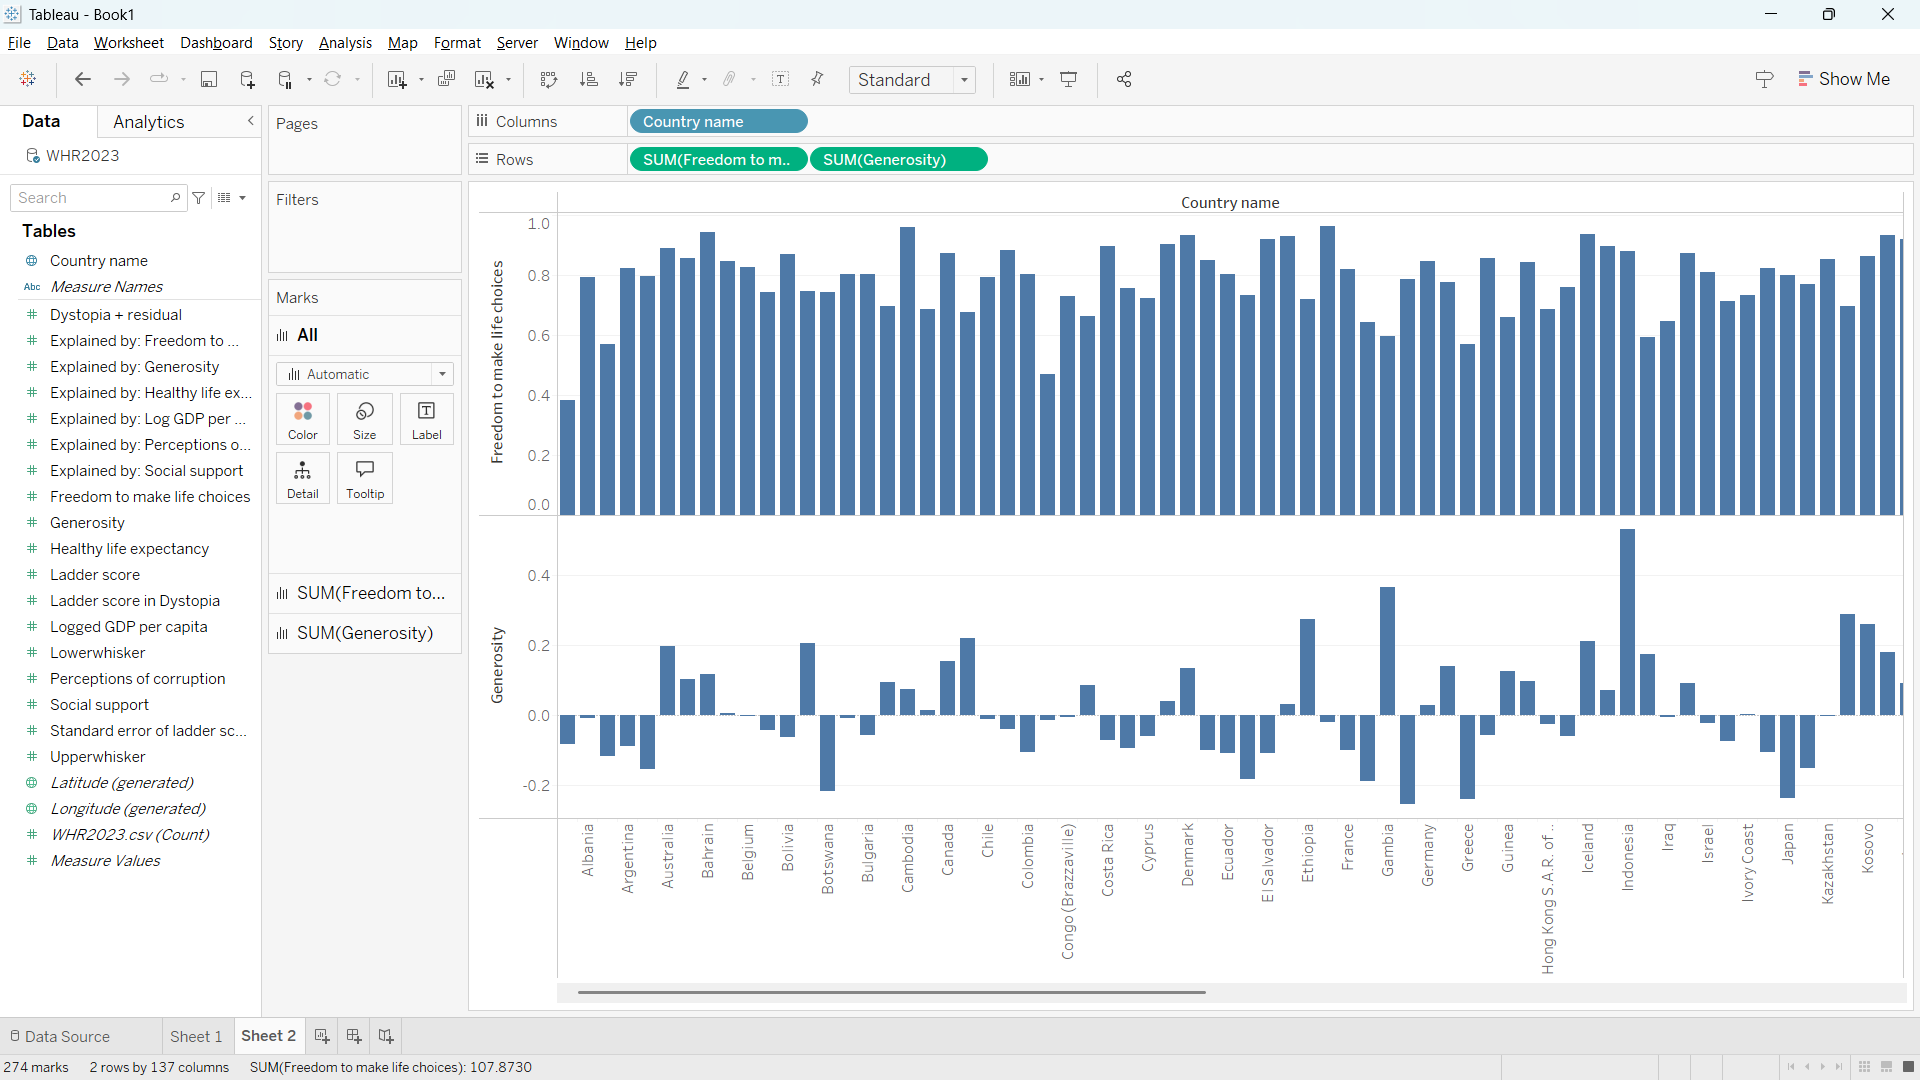 Tableau - Book1
File Data Worksheet Dashboard Story Analysis Map Format Server Window Help
Standard
Show Me
Data
Analytics
WHR2023
Search
Tables
Country name
Abc Measure Names
Dystopia + residual
Explained by: Freedom to ...
Explained by: Generosity
Explained by: Healthy life ex...
Explained by: Log GDP per ...
Explained by: Perceptions o...
Explained by: Social support
Freedom to make life choices
Generosity
Healthy life expectancy
Ladder score
Ladder score in Dystopia
Logged GDP per capita
Lowerwhisker
Perceptions of corruption
Social support
Standard error of ladder sc...
Upperwhisker
Latitude (generated)
Longitude (generated)
WHR2023.csv (Count)
Measure Values
Pages
Filters
Marks
All
Automatic
Color
Size
Label
Detail
Tooltip
SUM(Freedom to...
SUM(Generosity)
Columns
Country name
Rows
SUM(Freedom to m..
SUM(Generosity)
Country name
Freedom to make life choices
1.0
0.8
0.6
0.4
0.2
0.0
Generosity
0.4
0.2
0.0
-0.2
Albania
Argentina
Australia
Bahrain
Belgium
Bolivia
Botswana
Bulgaria
Cambodia
Canada
Chile
Colombia
Congo (Brazzaville)
Costa Rica
Cyprus
Denmark
Ecuador
El Salvador
Ethiopia
France
Gambia
Germany
Greece
Guinea
Hong Kong S.A.R. of ..
Iceland
Indonesia
Iraq
Israel
Ivory Coast
Japan
Kazakhstan
Kosovo
Data Source
Sheet 1
Sheet 2
274 marks
2 rows by 137 columns
SUM(Freedom to make life choices): 107.8730